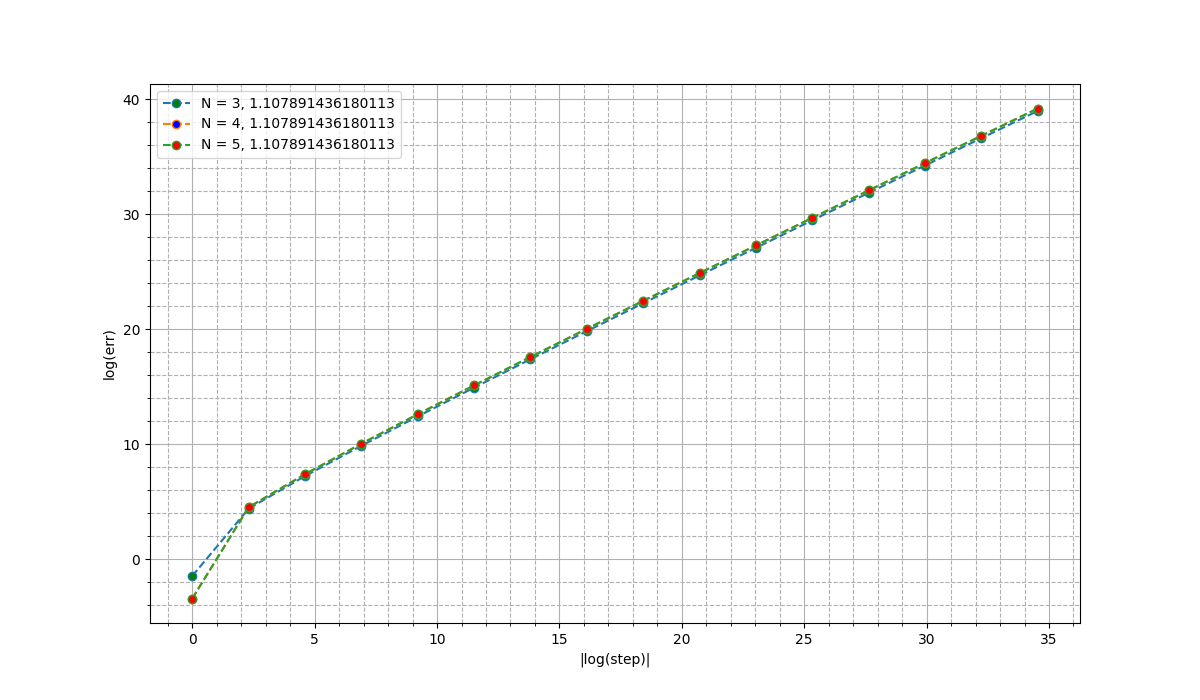 N = 3, 1.107891436180113
N = 4, 1.107891436180113
N = 5, 1.107891436180113
40
30
20
10
0
log(err)
0 5 10 15 20 25 30 35
|log(step)|